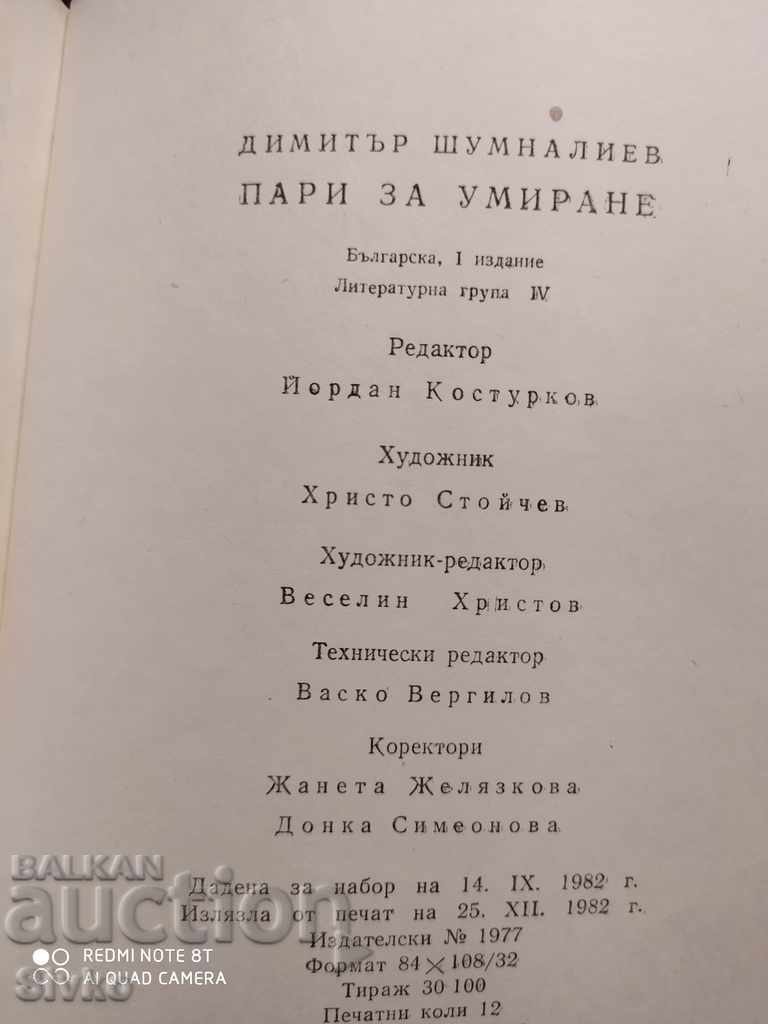 ДИМИТЪР ШУМНАЛИЕВ
ПАРИ ЗА УМИРАНЕ
Българска, I издание
Литературна група IV
Редактор
Йордан Костурков
Художник
Христо Стойчев
Художник-редактор
Веселин Христов
Технически редактор
Васко Вергилов
Коректори
Жанета Желязкова
Донка Симеонова
Дадена за набор на 14. IX. 1982 г.
Излязла от печат на 25. XII. 1982 г.
Издателски № 1977
Формат 84×108/32
Тираж 30 100
Печатни коли 12
BALKAN
auction
REDMI NOTE 8T
AI QUAD CAMERA
Sivko